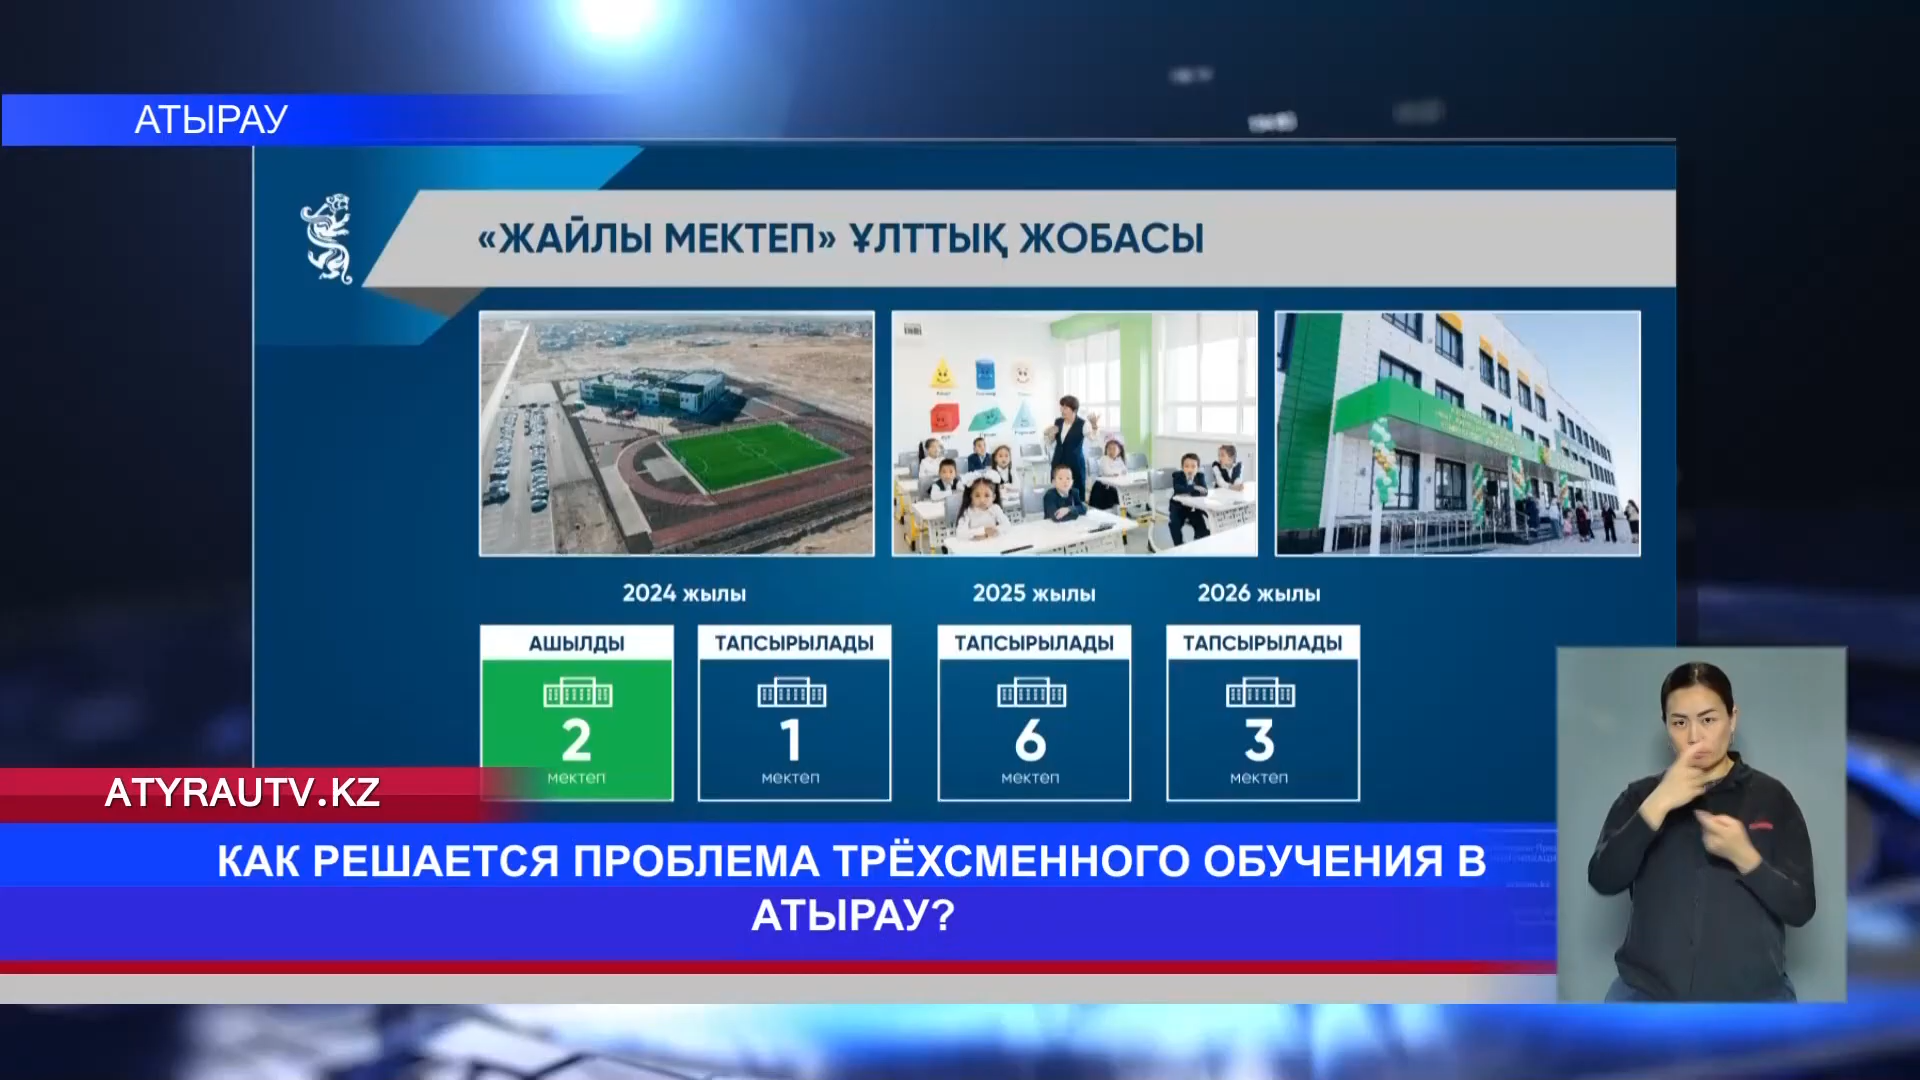 АТЫРАУ
«ЖАЙЛЫ МЕКТЕП» ҰЛТТЫҚ ЖОБАСЫ
2024 жылы
2025 жылы
2026 жылы
АШЫЛДЫ
ТАПСЫРЫЛАДЫ
ТАПСЫРЫЛАДЫ
ТАПСЫРЫЛАДЫ
2
1
6
3
мектеп
мектеп
мектеп
мектеп
ATYRAUTV.KZ
КАК РЕШАЕТСЯ ПРОБЛЕМА ТРЁХСМЕННОГО ОБУЧЕНИЯ В
АТЫРАУ?